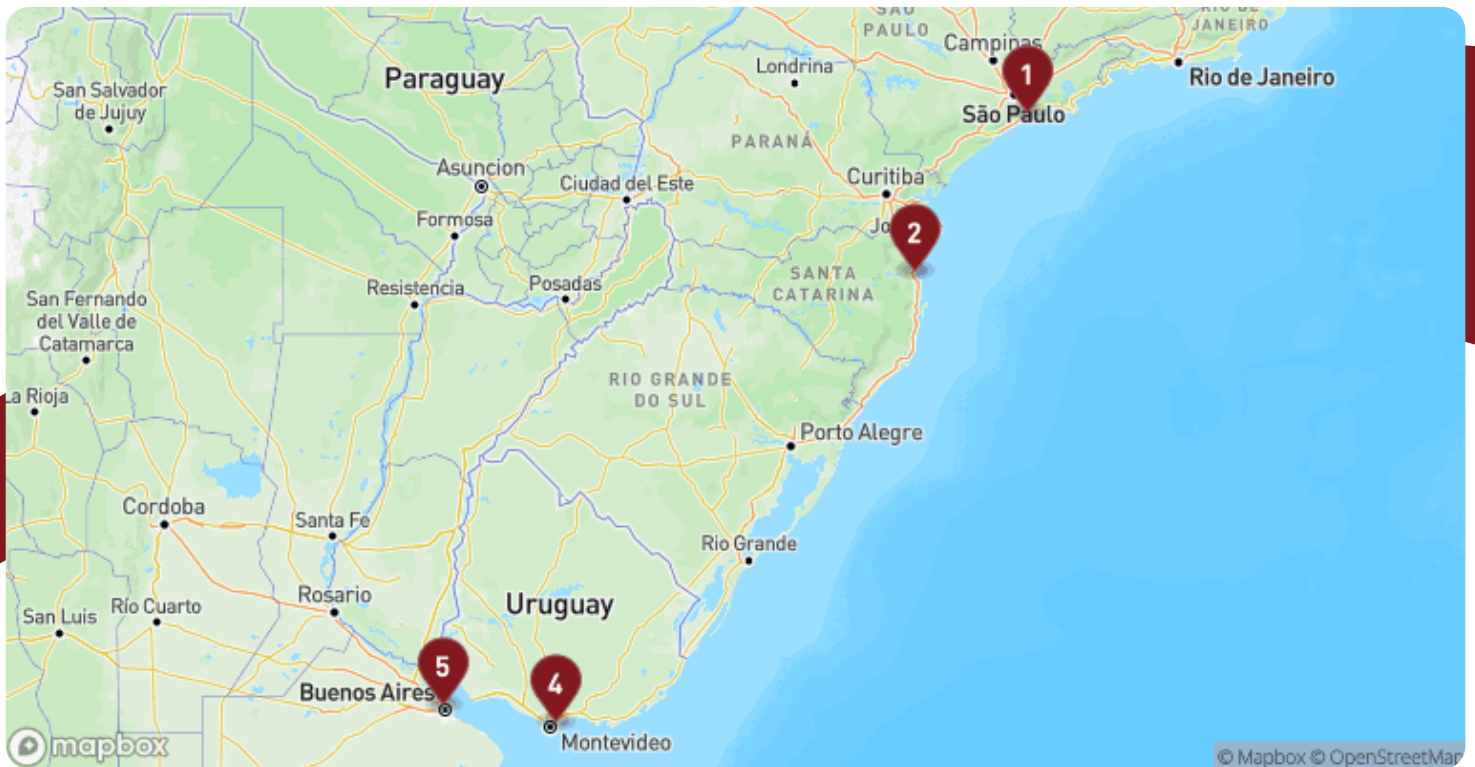 SÃO
PAULO
RIO DE
JANEIRO
Campinas
1
Londrina
Paraguay
Rio de Janeiro
San Salvador
de Jujuy
São Paulo
PARANÁ
Asuncion
Ciudad del Este
Curitiba
Formosa
Jo
2
SANTA
CATARINA
Resistencia
Posadas
San Fernando
del Valle de
Catamarca
RIO GRANDE
DO SUL
La Rioja
Porto Alegre
Cordoba
Santa Fe
Rio Grande
Rosario
Uruguay
San Luis
Río Cuarto
5
4
Buenos Aires
Montevideo
mapbox
© Mapbox © OpenStreetMap